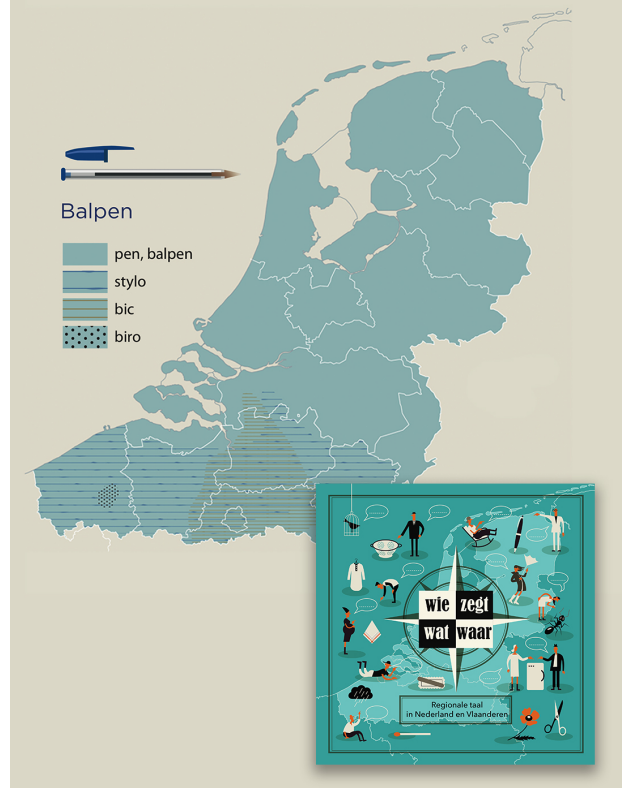 Balpen
pen, balpen
stylo
bic
biro
wie zegt
wat waar
Regionale taal
in Nederland en Vlaanderen